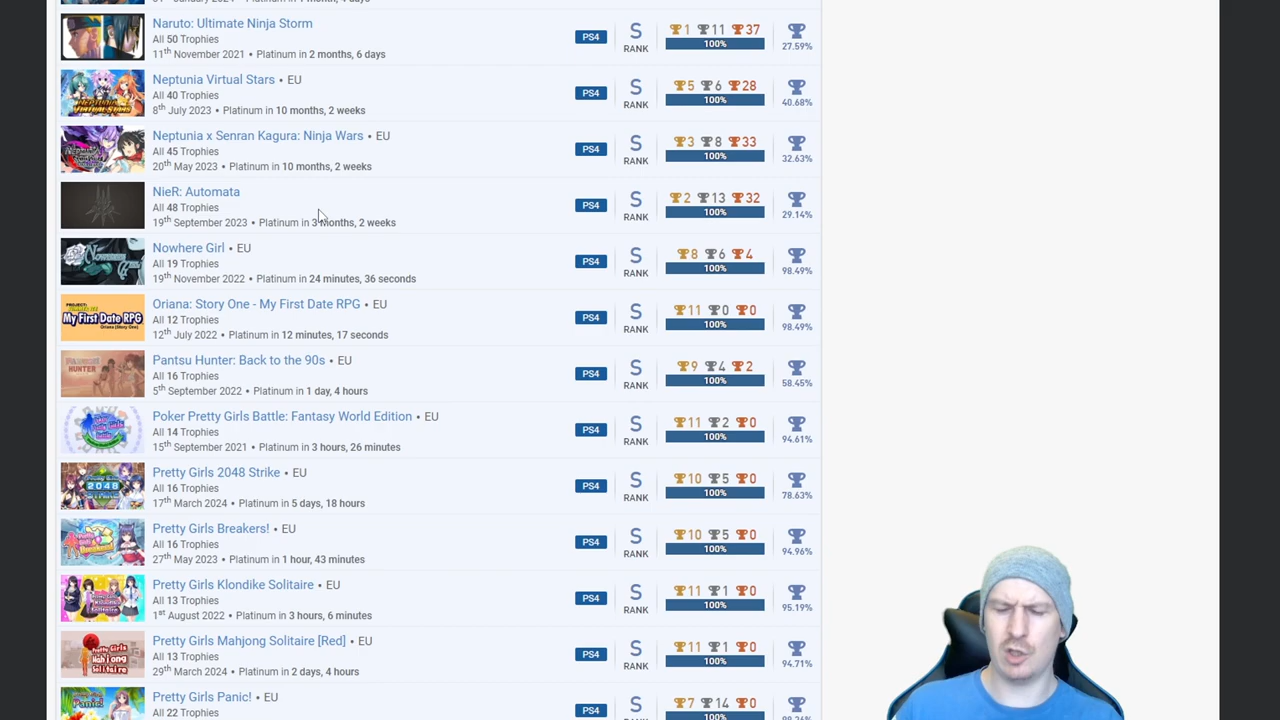 Naruto: Ultimate Ninja Storm
All 50 Trophies
11th November 2021 • Platinum in 2 months, 6 days
PS4
S
RANK
1 11 37
100%
27.59%
Neptunia Virtual Stars • EU
All 40 Trophies
8th July 2023 • Platinum in 10 months, 2 weeks
PS4
S
RANK
5 6 28
100%
40.68%
Neptunia x Senran Kagura: Ninja Wars • EU
All 45 Trophies
20th May 2023 • Platinum in 10 months, 2 weeks
PS4
S
RANK
3 8 33
100%
32.63%
NieR: Automata
All 48 Trophies
19th September 2023 • Platinum in 3 months, 2 weeks
PS4
S
RANK
2 13 32
100%
29.14%
Nowhere Girl • EU
All 19 Trophies
19th November 2022 • Platinum in 24 minutes, 36 seconds
PS4
S
RANK
8 6 4
100%
98.49%
My First Date RPG
Oriana: Story One - My First Date RPG • EU
All 12 Trophies
12th July 2022 • Platinum in 12 minutes, 17 seconds
PS4
S
RANK
11 0 0
100%
98.49%
HUNTER
Pantsu Hunter: Back to the 90s • EU
All 16 Trophies
5th September 2022 • Platinum in 1 day, 4 hours
PS4
S
RANK
9 4 2
100%
58.45%
Poker Pretty Girls Battle: Fantasy World Edition • EU
All 14 Trophies
15th September 2021 • Platinum in 3 hours, 26 minutes
PS4
S
RANK
11 2 0
100%
94.61%
2048
Pretty Girls 2048 Strike • EU
All 16 Trophies
17th March 2024 • Platinum in 5 days, 18 hours
PS4
S
RANK
10 5 0
100%
78.63%
Pretty Girls Breakers! • EU
All 16 Trophies
27th May 2023 • Platinum in 1 hour, 43 minutes
PS4
S
RANK
10 5 0
100%
94.96%
Pretty Girls Klondike Solitaire • EU
All 13 Trophies
1st August 2022 • Platinum in 3 hours, 6 minutes
PS4
S
RANK
11 1 0
100%
95.19%
Pretty Girls
Mahjong
Solitaire
Pretty Girls Mahjong Solitaire [Red] • EU
All 13 Trophies
29th March 2024 • Platinum in 2 days, 4 hours
PS4
S
RANK
11 1 0
100%
94.71%
Panic!
Pretty Girls Panic! • EU
All 22 Trophies
PS4
S
RANK
7 14 0
100%